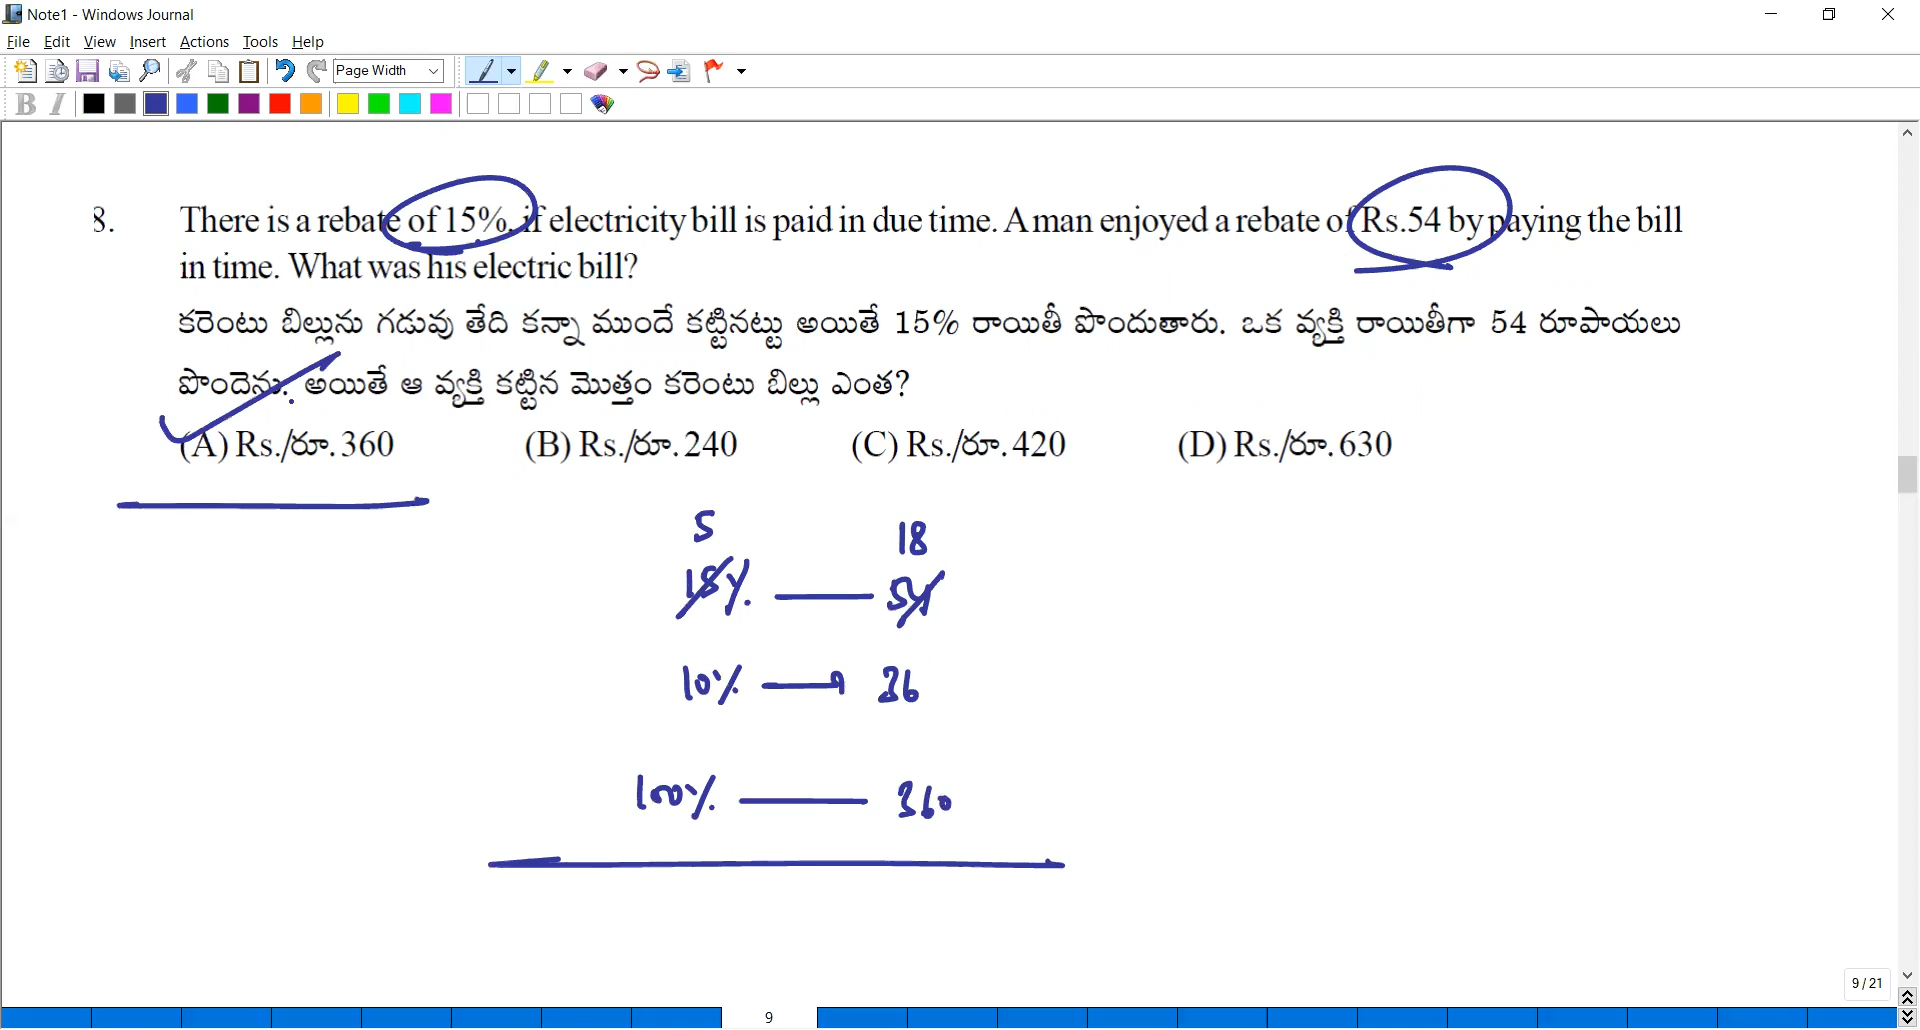 Note1 - Windows Journal
File Edit View Insert Actions Tools Help
Page Width
B I
8. There is a rebate of 15%, if electricity bill is paid in due time. A man enjoyed a rebate of Rs.54 by paying the bill
in time. What was his electric bill?
కరెంటు బిల్లును గడువు తేది కన్నా ముందే కట్టినట్టు అయితే 15% రాయితీ పొందుతారు. ఒక వ్యక్తి రాయితీగా 54 రూపాయలు
పొందెను. అయితే ఆ వ్యక్తి కట్టిన మొత్తం కరెంటు బిల్లు ఎంత?
(A) Rs./రూ. 360 (B) Rs./రూ. 240 (C) Rs./రూ. 420 (D) Rs./రూ. 630
5 18
15% 54
10% 36
100% 360
9 / 21
9